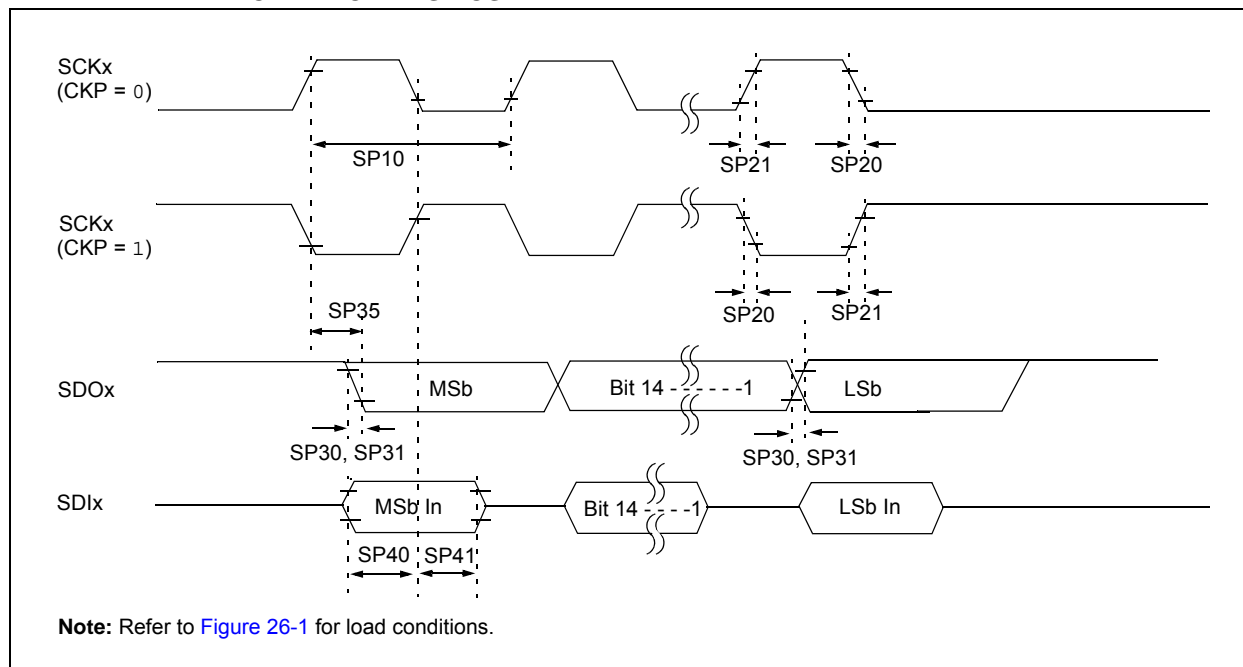 SCKx
(CKP = 0)
SP10
SP21
SP20
SCKx
(CKP = 1)
SP35
SP20
SP21
SDOx
MSb
Bit 14 - - - - - -1
LSb
SP30, SP31
SP30, SP31
SDIx
MSb In
Bit 14 - - - - -1
LSb In
SP40
SP41
Note: Refer to Figure 26-1 for load conditions.